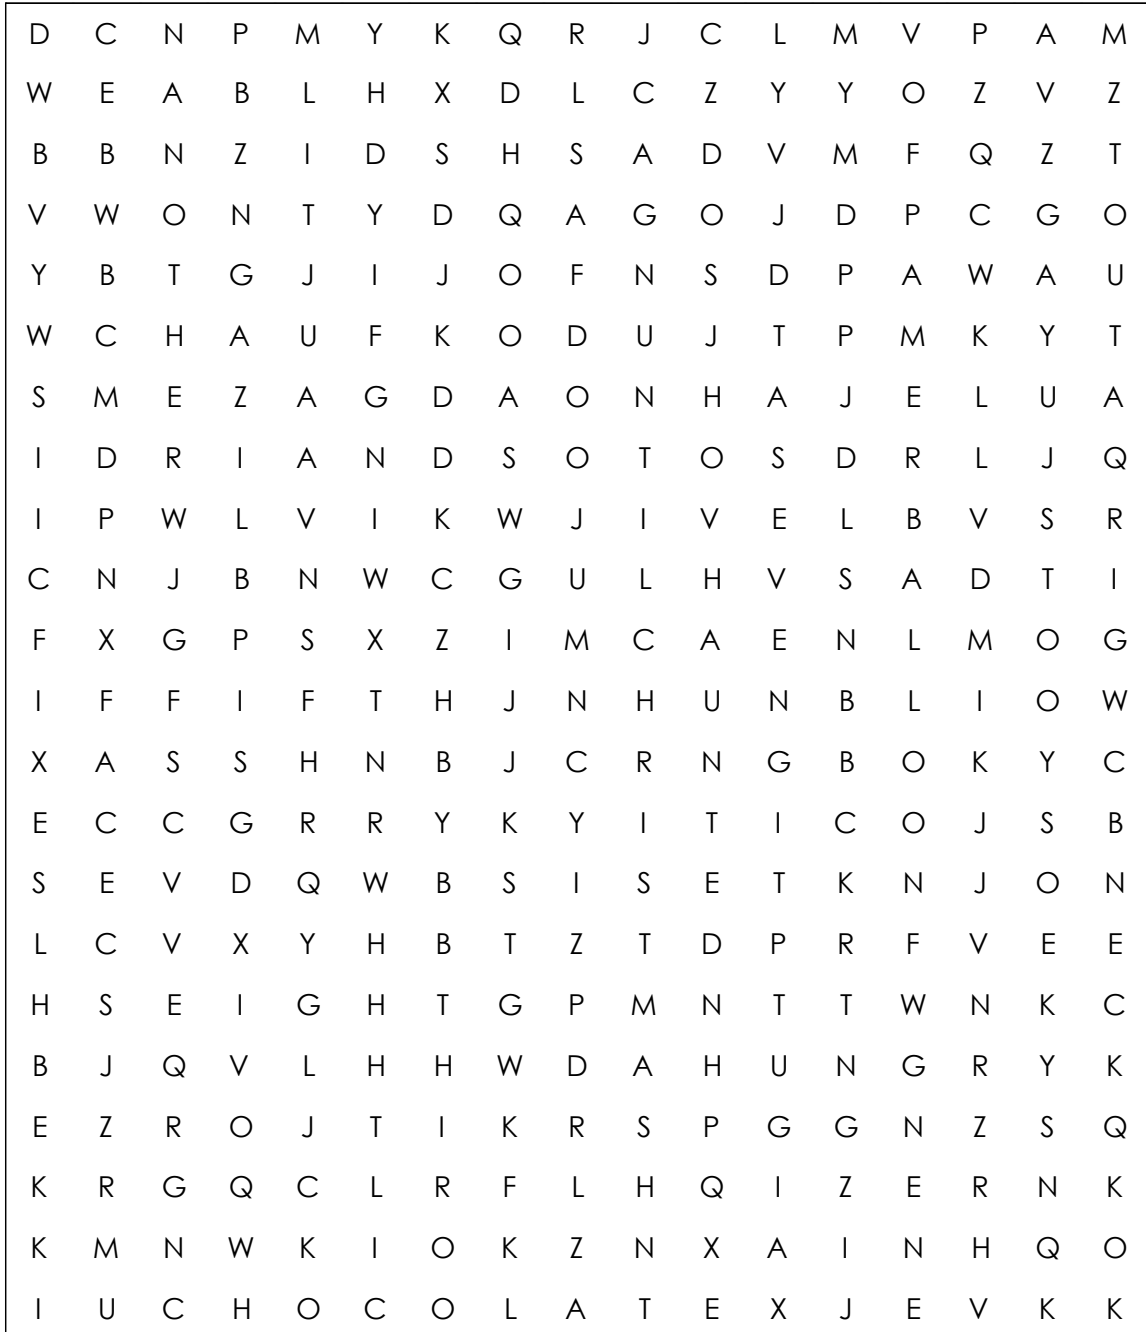 D C N P M Y K Q R J C L M V P A M
W E A B L H X D L C Z Y Y O Z V Z
B B N Z I D S H S A D V M F Q Z T
V W O N T Y D Q A G O J D P C G O
Y B T G J I J O F N S D P A W A U
W C H A U F K O D U J T P M K Y T
S M E Z A G D A O N H A J E L U A
I D R I A N D S O T O S D R L J Q
I P W L V I K W J I V E L B V S R
C N J B N W C G U L H V S A D T I
F X G P S X Z I M C A E N L M O G
I F F I F T H J N H U N B L I O W
X A S S H N B J C R N G B O K Y C
E C C G R R Y K Y I T I C O J S B
S E V D Q W B S I S E T K N J O N
L C V X Y H B T Z T D P R F V E E
H S E I G H T G P M N T T W N K C
B J Q V L H H W D A H U N G R Y K
E Z R O J T I K R S P G G N Z S Q
K R G Q C L R F L H Q I Z E R N K
K M N W K I O K Z N X A I N H Q O
I U C H O C O L A T E X J E V K K